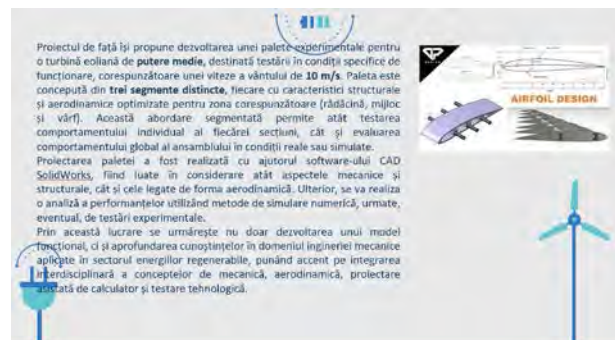 Proiectul de față își propune dezvoltarea unei palete experimentale pentru
o turbină eoliană de putere medie, destinată testării în condiții specifice de
funcționare, corespunzătoare unei viteze a vântului de 10 m/s. Paleta este
concepută din trei segmente distincte, fiecare cu caracteristici structurale
și aerodinamice optimizate pentru zona corespunzătoare (rădăcină, mijloc
și vârf). Această abordare segmentată permite atât testarea
comportamentului individual al fiecărei secțiuni, cât și evaluarea
comportamentului global al ansamblului în condiții reale sau simulate.
Proiectarea paletei a fost realizată cu ajutorul software-ului CAD
SolidWorks, fiind luate în considerare atât aspectele mecanice și
structurale, cât și cele legate de forma aerodinamică. Ulterior, se va realiza
o analiză a performanțelor utilizând metode de simulare numerică, urmate,
eventual, de testări experimentale.
Prin această lucrare se urmărește nu doar dezvoltarea unui model
funcțional, ci și aprofundarea cunoștințelor în domeniul ingineriei mecanice
aplicate în sectorul energiilor regenerabile, punând accent pe integrarea
interdisciplinară a conceptelor de mecanică, aerodinamică, proiectare
asistată de calculator și testare tehnologică.
AIRFOIL DESIGN